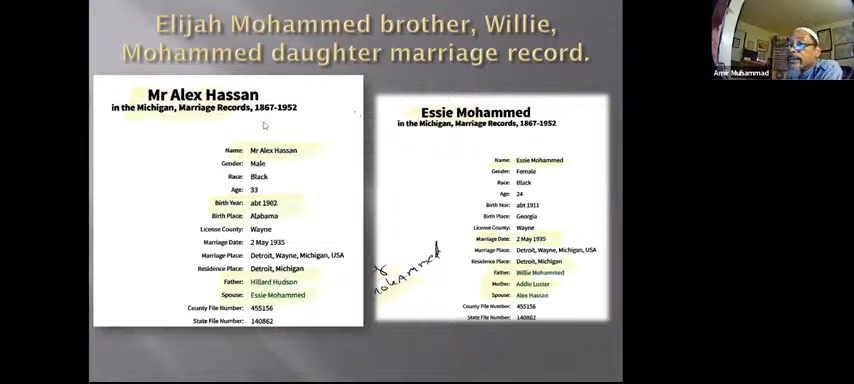 Elijah Mohammed brother, Willie,
Mohammed daughter marriage record.
Mr Alex Hassan
in the Michigan, Marriage Records, 1867-1952
Name: Mr Alex Hassan
Gender: Male
Race: Black
Age: 33
Birth Year: abt 1902
Birth Place: Alabama
License County: Wayne
Marriage Date: 2 May 1935
Marriage Place: Detroit, Wayne, Michigan, USA
Residence Place: Detroit, Michigan
Father: Hillard Hudson
Spouse: Essie Mohammed
County File Number: 455156
State File Number: 140862
Essie Mohammed
in the Michigan, Marriage Records, 1867-1952
Name: Essie Mohammed
Gender: Female
Race: Black
Age: 24
Birth Year: abt 1911
Birth Place: Georgia
License County: Wayne
Marriage Date: 2 May 1935
Marriage Place: Detroit, Wayne, Michigan, USA
Residence Place: Detroit, Michigan
Father: Willie Mohammed
Mother: Addie Luster
Spouse: Alex Hassan
County File Number: 455156
State File Number: 140862
mohammed
Amir Muhammad